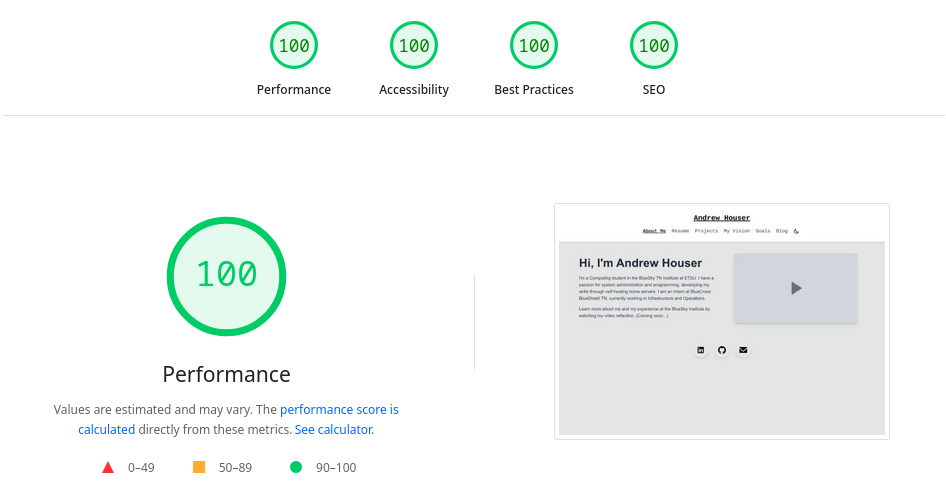 100 100 100 100
Performance Accessibility Best Practices SEO
100
Performance
Values are estimated and may vary. The performance score is
calculated directly from these metrics. See calculator.
0–49 50–89 90–100
Andrew Houser
About Me Resume Projects My Vision Goals Blog
Hi, I'm Andrew Houser
I'm a Computing student in the BlueSky TN Institute at ETSU. I have a
passion for system administration and programming, developing my
skills through self-hosting home servers. I am an Intern at BlueCross
BlueShield TN, currently working in Infrastructure and Operations.
Learn more about me and my experience at the BlueSky Institute by
watching my video reflection. (Coming soon...)